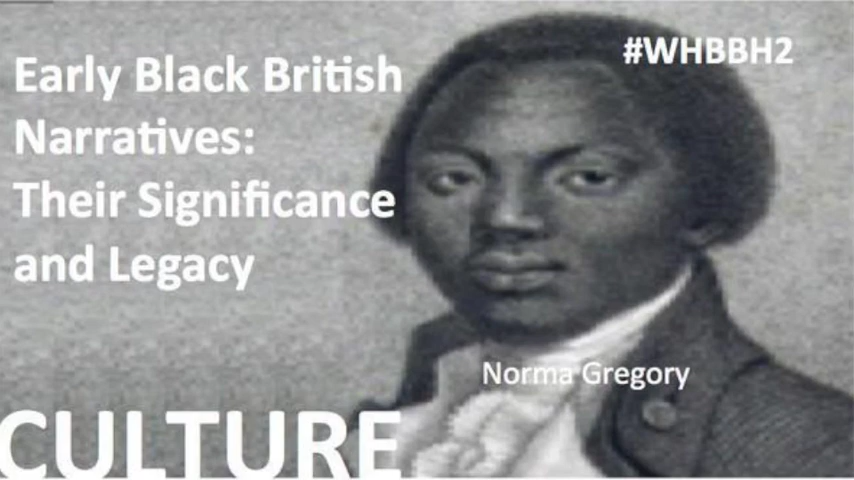 #WHBBH2
Early Black British
Narratives:
Their Significance
and Legacy
Norma Gregory
CULTURE